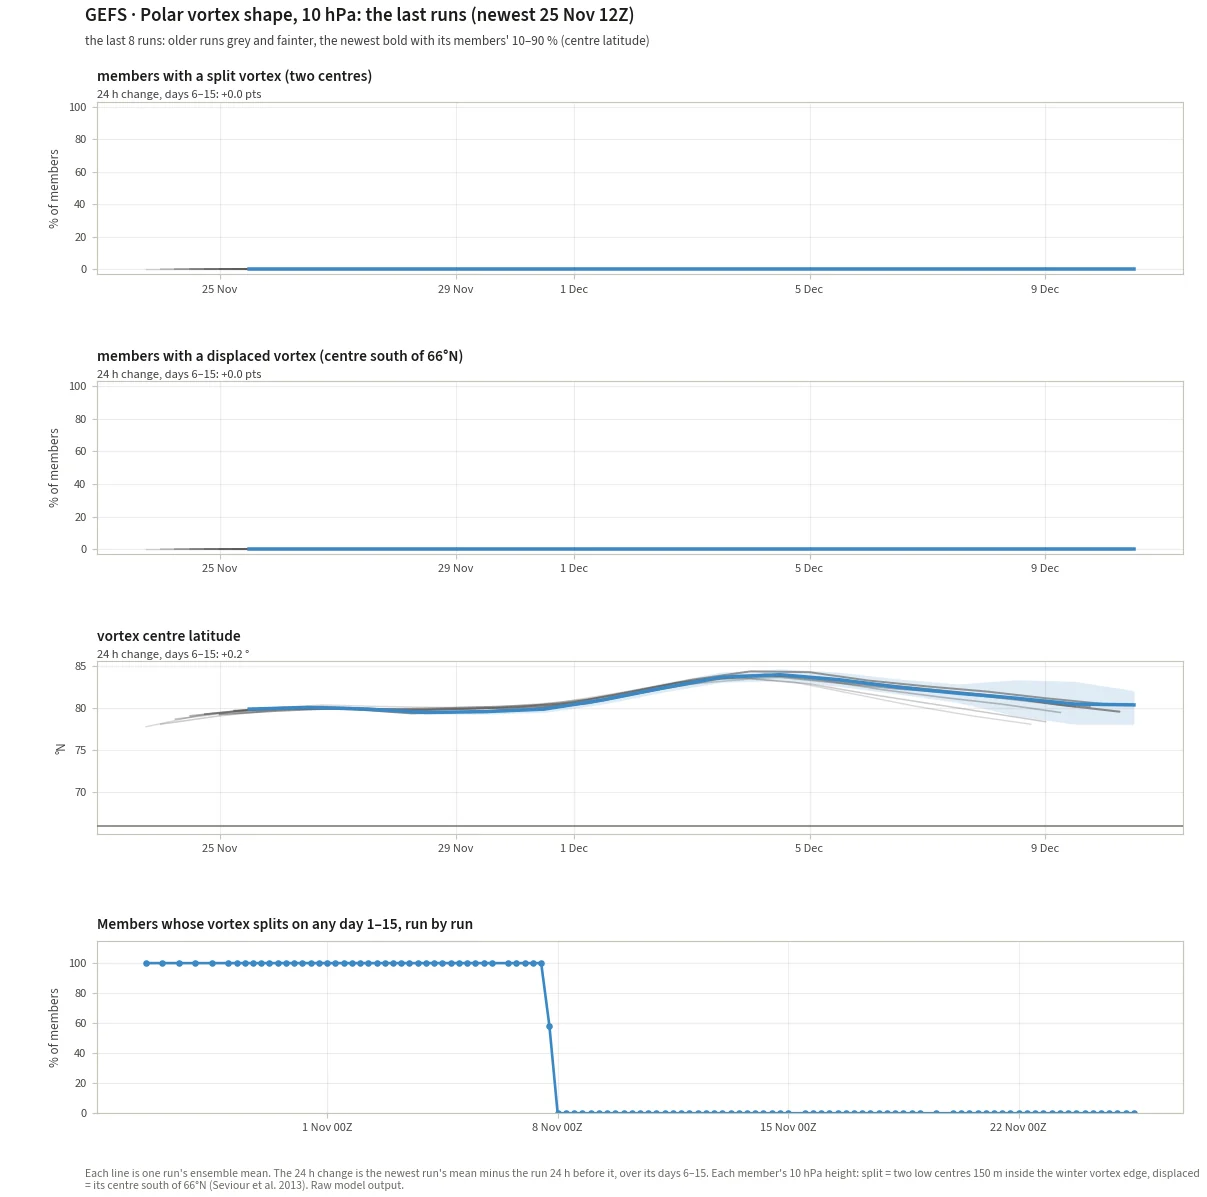 GEFS · Polar vortex shape, 10 hPa: the last runs (newest 25 Nov 12Z)
the last 8 runs: older runs grey and fainter, the newest bold with its members' 10–90 % (centre latitude)
members with a split vortex (two centres)
24 h change, days 6–15: +0.0 pts
100
80
60
40
20
0
% of members
25 Nov
29 Nov
1 Dec
5 Dec
9 Dec
members with a displaced vortex (centre south of 66°N)
24 h change, days 6–15: +0.0 pts
100
80
60
40
20
0
% of members
25 Nov
29 Nov
1 Dec
5 Dec
9 Dec
vortex centre latitude
24 h change, days 6–15: +0.2 °
85
80
75
70
°N
25 Nov
29 Nov
1 Dec
5 Dec
9 Dec
Members whose vortex splits on any day 1–15, run by run
100
80
60
40
20
0
% of members
1 Nov 00Z
8 Nov 00Z
15 Nov 00Z
22 Nov 00Z
Each line is one run's ensemble mean. The 24 h change is the newest run's mean minus the run 24 h before it, over its days 6–15. Each member's 10 hPa height: split = two low centres 150 m inside the winter vortex edge, displaced
= its centre south of 66°N (Seviour et al. 2013). Raw model output.